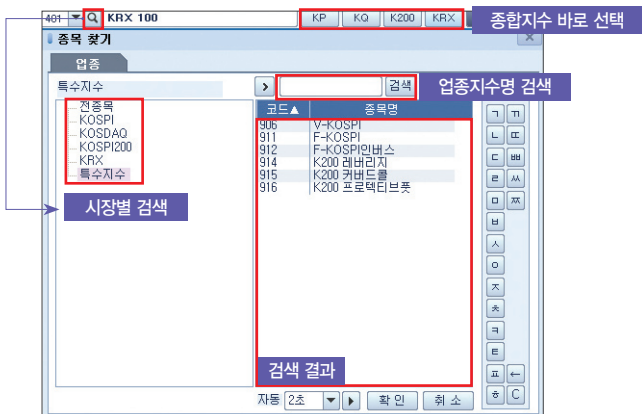 401 KRX 100 KP KQ K200 KRX 종합지수 바로 선택
종목 찾기
업종
특수지수 > 검색 업종지수명 검색
코드▲ 종목명
전종목
KOSPI
KOSDAQ
KOSPI200
KRX
특수지수
시장별 검색
906 V-KOSPI
911 F-KOSPI
912 F-KOSPI인버스
914 K200 레버리지
915 K200 커버드콜
916 K200 프로텍티브풋
검색 결과
ㄱ ㄲ
ㄴ ㄸ
ㄷ ㅃ
ㄹ ㅆ
ㅁ ㅉ
ㅂ
ㅅ
ㅇ
ㅈ
ㅊ
ㅋ
ㅌ
ㅍ ←
ㅎ C
자동 2초 확 인 취 소